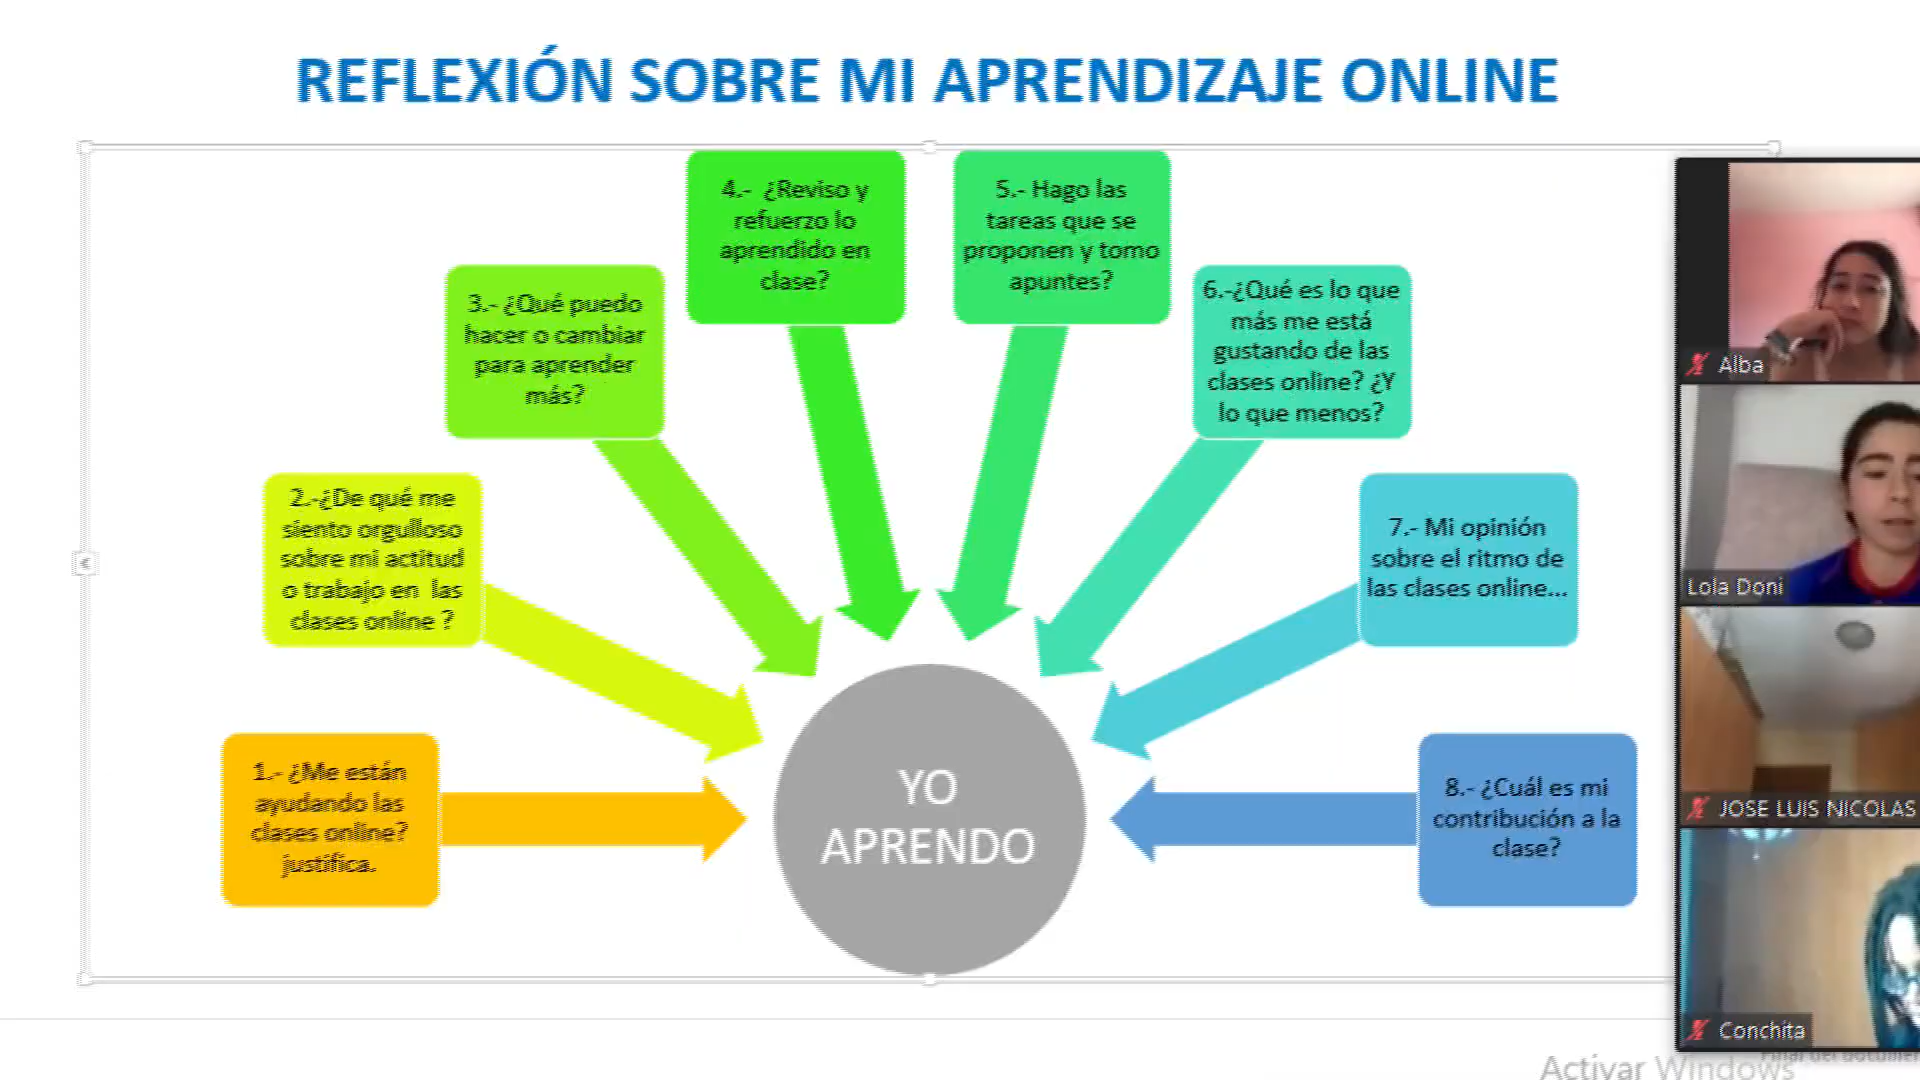 REFLEXIÓN SOBRE MI APRENDIZAJE ONLINE
4.- ¿Reviso y
refuerzo lo
aprendido en
clase?
5.- Hago las
tareas que se
proponen y tomo
apuntes?
3.- ¿Qué puedo
hacer o cambiar
para aprender
más?
6.-¿Qué es lo que
más me está
gustando de las
clases online? ¿Y
lo que menos?
2.-¿De qué me
siento orgulloso
sobre mi actitud
o trabajo en las
clases online ?
7.- Mi opinión
sobre el ritmo de
las clases online...
1.- ¿Me están
ayudando las
clases online?
justifica.
8.- ¿Cuál es mi
contribución a la
clase?
YO
APRENDO
Alba
Lola Doni
JOSE LUIS NICOLAS
Conchita
Final del
Activar Windows